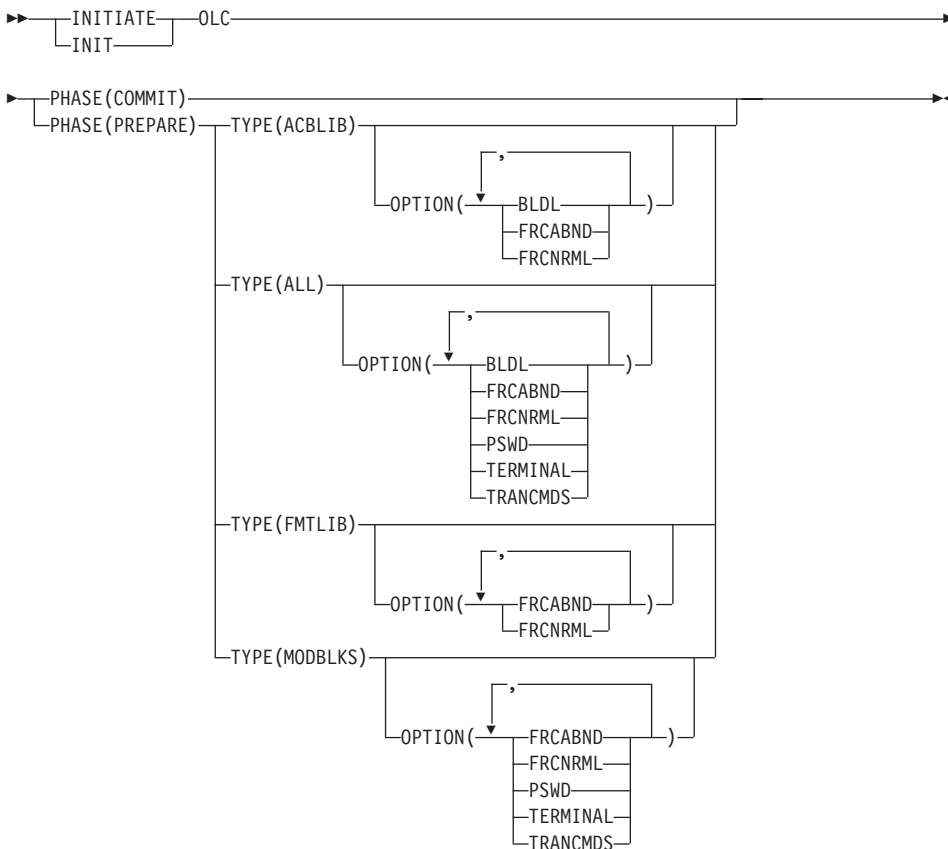 INITIATE OLC
INIT
PHASE(COMMIT)
PHASE(PREPARE) TYPE(ACBLIB)
,
OPTION( BLDL )
FRCABND
FRCNRML
TYPE(ALL)
,
OPTION( BLDL )
FRCABND
FRCNRML
PSWD
TERMINAL
TRANCMDS
TYPE(FMTLIB)
,
OPTION( FRCABND )
FRCNRML
TYPE(MODBLKS)
,
OPTION( FRCABND )
FRCNRML
PSWD
TERMINAL
TRANCMDS